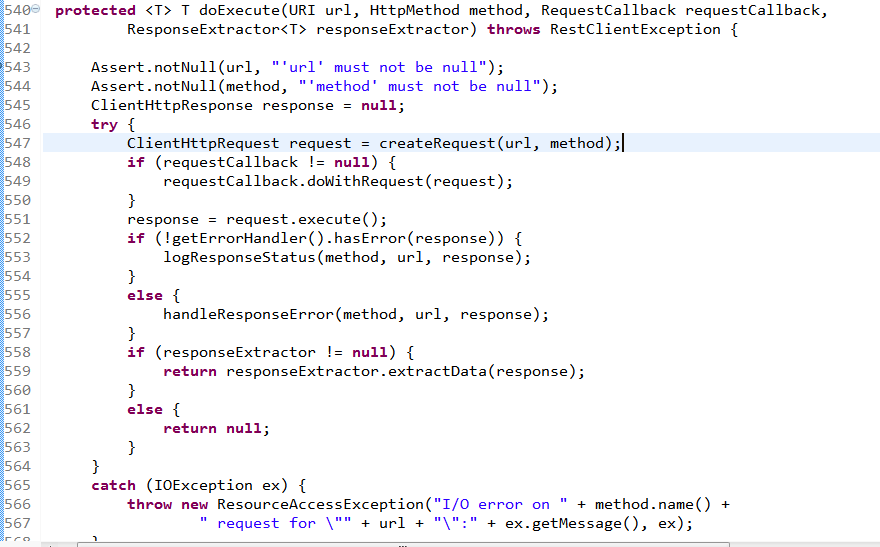 540 protected <T> T doExecute(URI url, HttpMethod method, RequestCallback requestCallback,
541 ResponseExtractor<T> responseExtractor) throws RestClientException {
542
543 Assert.notNull(url, "'url' must not be null");
544 Assert.notNull(method, "'method' must not be null");
545 ClientHttpResponse response = null;
546 try {
547 ClientHttpRequest request = createRequest(url, method);
548 if (requestCallback != null) {
549 requestCallback.doWithRequest(request);
550 }
551 response = request.execute();
552 if (!getErrorHandler().hasError(response)) {
553 logResponseStatus(method, url, response);
554 }
555 else {
556 handleResponseError(method, url, response);
557 }
558 if (responseExtractor != null) {
559 return responseExtractor.extractData(response);
560 }
561 else {
562 return null;
563 }
564 }
565 catch (IOException ex) {
566 throw new ResourceAccessException("I/O error on " + method.name() +
567 " request for \"" + url + "\":" + ex.getMessage(), ex);